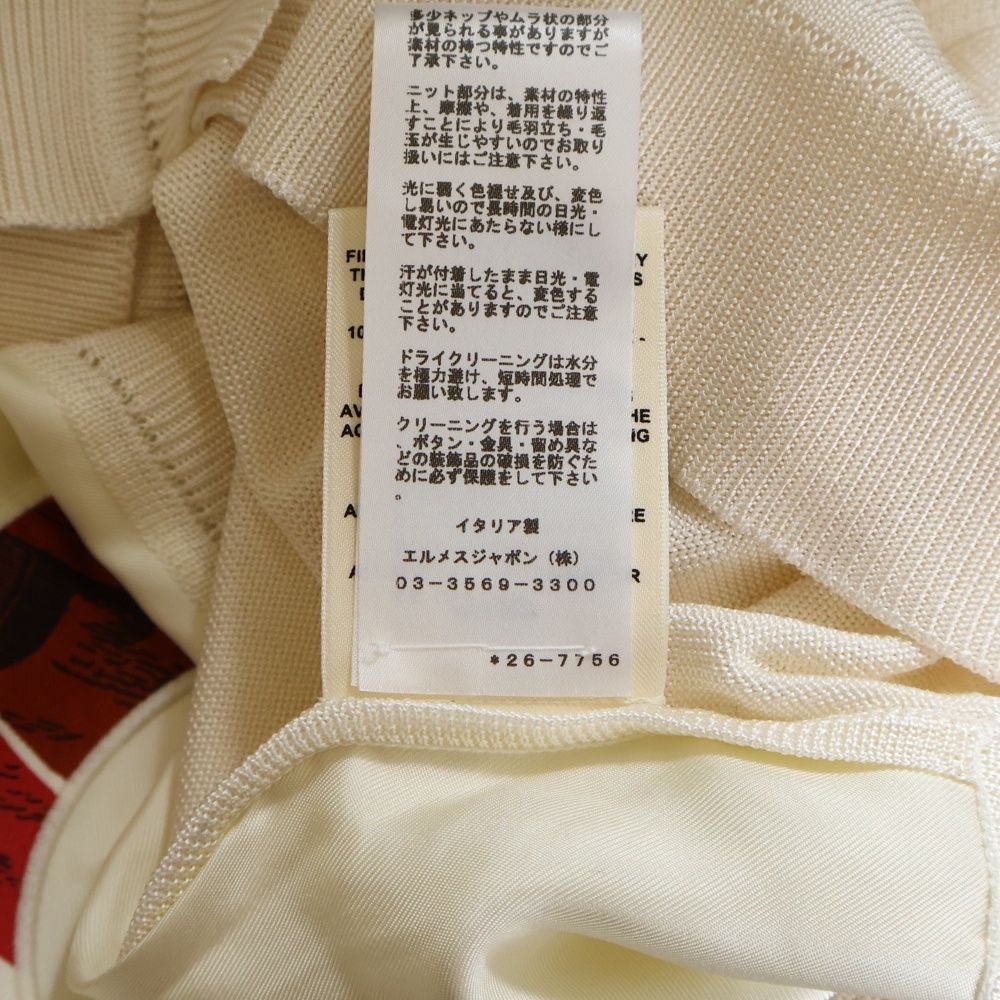 多少ネップやムラ状の部分
が見られる事がありますが
素材の持つ特性ですのでご
了承下さい。
ニット部分は、素材の特性
上、摩擦や、着用を繰り返
すことにより毛羽立ち・毛
玉が生じやすいのでお取り
扱いにはご注意下さい。
光に弱く色褪せ及び、変色
し易いので長時間の日光・
電灯光にあたらない様にし
て下さい。
汗が付着したまま日光・電
灯光に当てると、変色する
ことがありますのでご注意
下さい。
ドライクリーニングは水分
を極力避け、短時間処理で
お願い致します。
クリーニングを行う場合は
、ボタン・金具・留め具な
どの装飾品の破損を防ぐた
めに必ず保護をして下さい
。
イタリア製
エルメスジャポン（株）
03-3569-3300
*26-7756